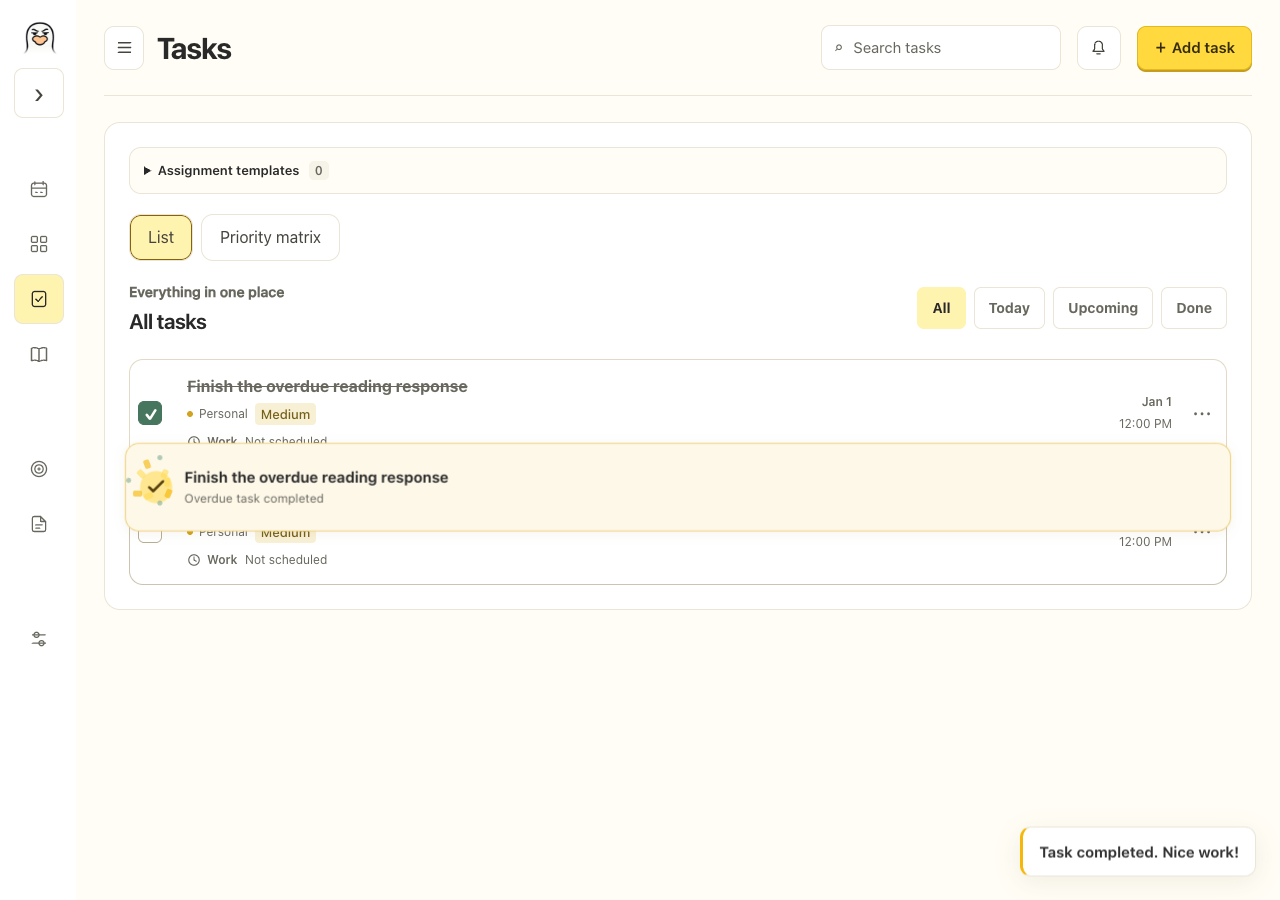 Tasks
Search tasks
+ Add task
Assignment templates 0
List
Priority matrix
Everything in one place
All tasks
All
Today
Upcoming
Done
Finish the overdue reading response
Jan 1
Personal Medium
12:00 PM
Work Not scheduled
Finish the overdue reading response
Overdue task completed
Personal Medium
12:00 PM
Work Not scheduled
Task completed. Nice work!